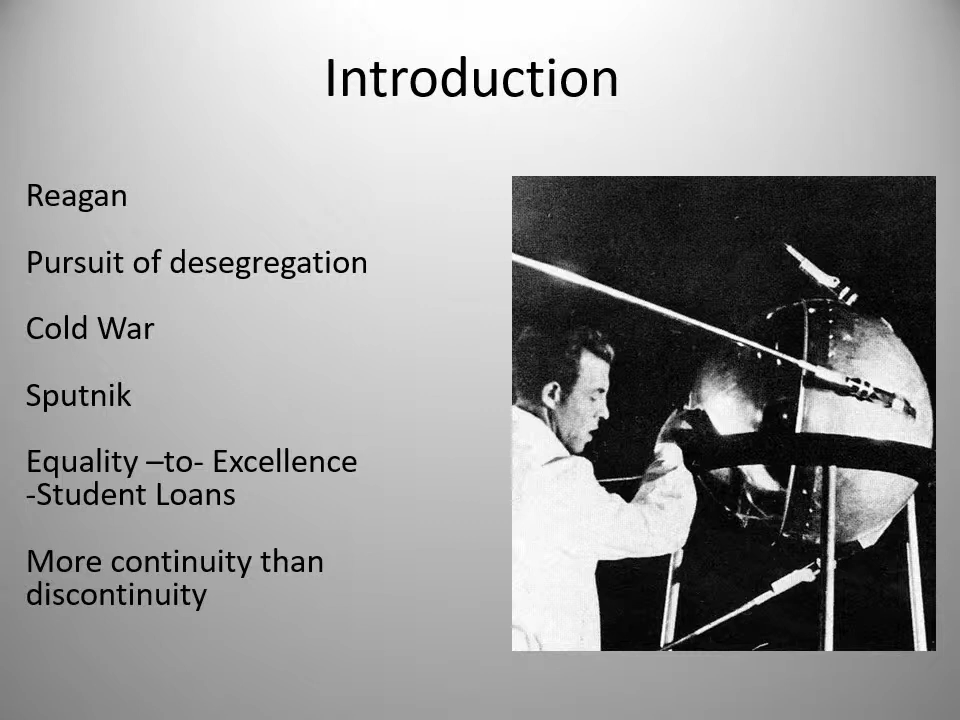 Introduction
Reagan
Pursuit of desegregation
Cold War
Sputnik
Equality –to- Excellence
-Student Loans
More continuity than
discontinuity